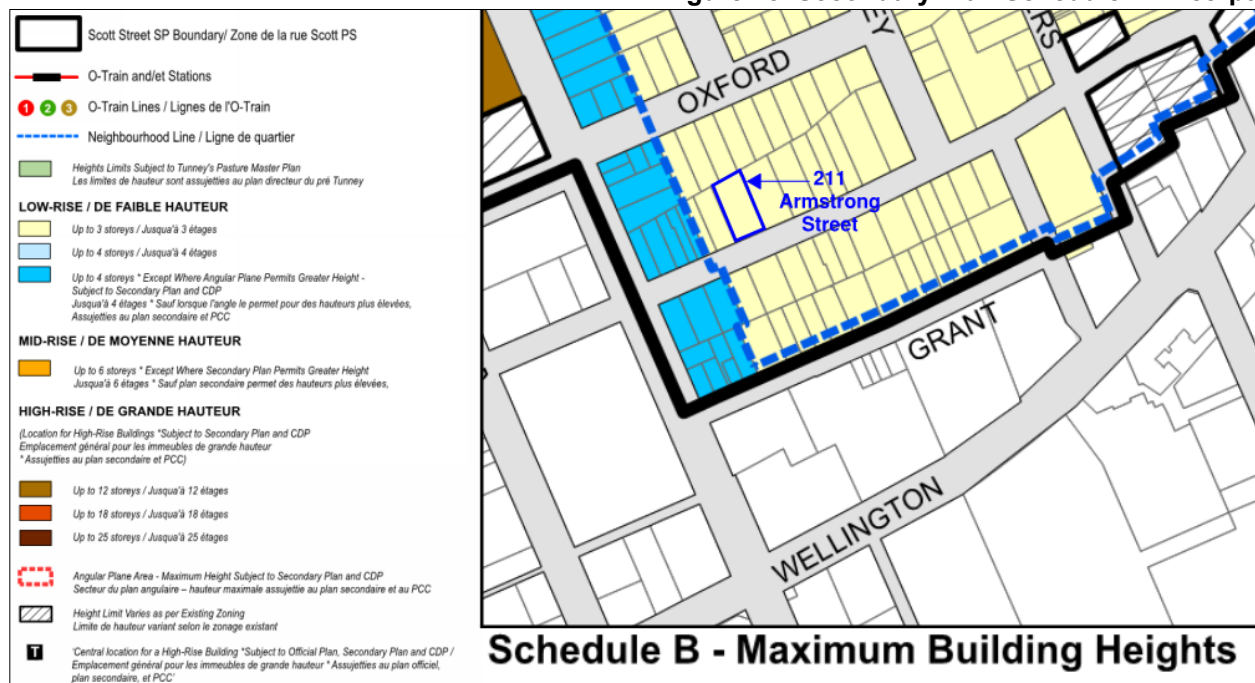 Scott Street SP Boundary/ Zone de la rue Scott PS
O-Train and/et Stations
1 2 3 O-Train Lines / Lignes de l'O-Train
Neighbourhood Line / Ligne de quartier
Heights Limits Subject to Tunney's Pasture Master Plan
Les limites de hauteur sont assujetties au plan directeur du pré Tunney
LOW-RISE / DE FAIBLE HAUTEUR
Up to 3 storeys / Jusqu'à 3 étages
Up to 4 storeys / Jusqu'à 4 étages
Up to 4 storeys * Except Where Angular Plane Permits Greater Height -
Subject to Secondary Plan and CDP
Jusqu'à 4 étages * Sauf lorsque l'angle le permet pour des hauteurs plus élevées,
Assujetties au plan secondaire et PCC
MID-RISE / DE MOYENNE HAUTEUR
Up to 6 storeys * Except Where Secondary Plan Permits Greater Height
Jusqu'à 6 étages * Sauf plan secondaire permet des hauteurs plus élevées,
HIGH-RISE / DE GRANDE HAUTEUR
(Location for High-Rise Buildings *Subject to Secondary Plan and CDP
Emplacement général pour les immeubles de grande hauteur
* Assujetties au plan secondaire et PCC)
Up to 12 storeys / Jusqu'à 12 étages
Up to 18 storeys / Jusqu'à 18 étages
Up to 25 storeys / Jusqu'à 25 étages
Angular Plane Area - Maximum Height Subject to Secondary Plan and CDP
Secteur du plan angulaire – hauteur maximale assujettie au plan secondaire et au PCC
Height Limit Varies as per Existing Zoning
Limite de hauteur variant selon le zonage existant
T
'Central location for a High-Rise Building *Subject to Official Plan, Secondary Plan and CDP /
Emplacement général pour les immeubles de grande hauteur * Assujetties au plan officiel,
plan secondaire, et PCC'
OXFORD
EY
ERS
211
Armstrong
Street
GRANT
WELLINGTON
Schedule B - Maximum Building Heights